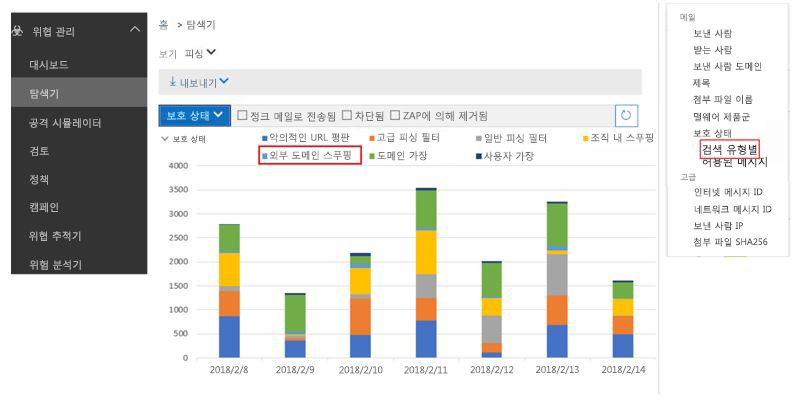 위협 관리
대시보드
탐색기
공격 시뮬레이터
검토
정책
캠페인
위협 추적기
위협 분석기
홈 > 탐색기
보기 피싱
내보내기
보호 상태 정크 메일로 전송됨 차단됨 ZAP에 의해 제거됨
보호 상태
악의적인 URL 평판 고급 피싱 필터 일반 피싱 필터 조직 내 스푸핑
외부 도메인 스푸핑 도메인 가장 사용자 가장
4000
3500
3000
2500
2000
1500
1000
500
0
2018/2/8 2018/2/9 2018/2/10 2018/2/11 2018/2/12 2018/2/13 2018/2/14
메일
보낸 사람
받는 사람
보낸 사람 도메인
제목
첨부 파일 이름
맬웨어 제품군
보호 상태
검색 유형별
허용된 메시지
고급
인터넷 메시지 ID
네트워크 메시지 ID
보낸 사람 IP
첨부 파일 SHA256